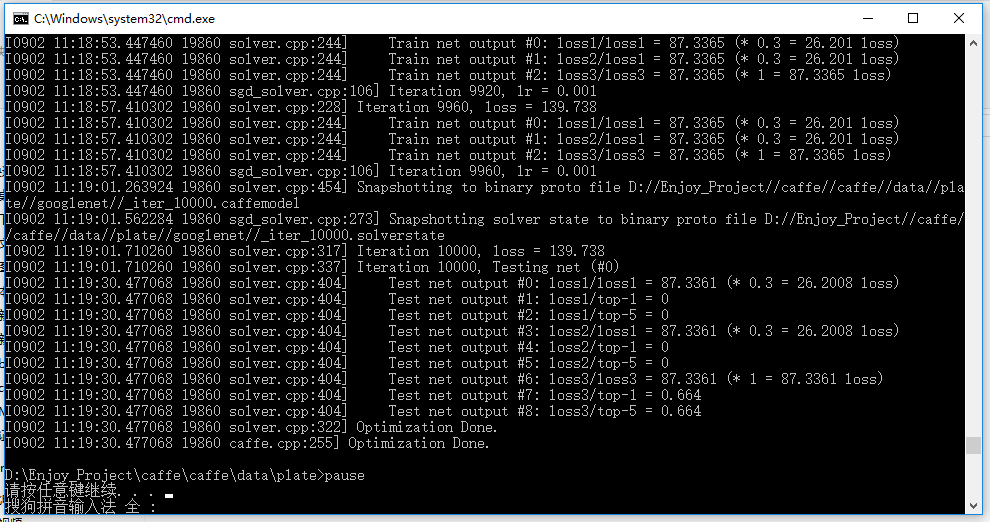 C:\Windows\system32\cmd.exe
I0902 11:18:53.447460 19860 solver.cpp:244]     Train net output #0: loss1/loss1 = 87.3365 (* 0.3 = 26.201 loss)
I0902 11:18:53.447460 19860 solver.cpp:244]     Train net output #1: loss2/loss1 = 87.3365 (* 0.3 = 26.201 loss)
I0902 11:18:53.447460 19860 solver.cpp:244]     Train net output #2: loss3/loss3 = 87.3365 (* 1 = 87.3365 loss)
I0902 11:18:53.447460 19860 sgd_solver.cpp:106] Iteration 9920, lr = 0.001
I0902 11:18:57.410302 19860 solver.cpp:228] Iteration 9960, loss = 139.738
I0902 11:18:57.410302 19860 solver.cpp:244]     Train net output #0: loss1/loss1 = 87.3365 (* 0.3 = 26.201 loss)
I0902 11:18:57.410302 19860 solver.cpp:244]     Train net output #1: loss2/loss1 = 87.3365 (* 0.3 = 26.201 loss)
I0902 11:18:57.410302 19860 solver.cpp:244]     Train net output #2: loss3/loss3 = 87.3365 (* 1 = 87.3365 loss)
I0902 11:18:57.410302 19860 sgd_solver.cpp:106] Iteration 9960, lr = 0.001
I0902 11:19:01.263924 19860 solver.cpp:454] Snapshotting to binary proto file D://Enjoy_Project//caffe//caffe//data//pla
te//googlenet//_iter_10000.caffemodel
I0902 11:19:01.562284 19860 sgd_solver.cpp:273] Snapshotting solver state to binary proto file D://Enjoy_Project//caffe/
/caffe//data//plate//googlenet//_iter_10000.solverstate
I0902 11:19:01.710260 19860 solver.cpp:317] Iteration 10000, loss = 139.738
I0902 11:19:01.710260 19860 solver.cpp:337] Iteration 10000, Testing net (#0)
I0902 11:19:30.477068 19860 solver.cpp:404]     Test net output #0: loss1/loss1 = 87.3361 (* 0.3 = 26.2008 loss)
I0902 11:19:30.477068 19860 solver.cpp:404]     Test net output #1: loss1/top-1 = 0
I0902 11:19:30.477068 19860 solver.cpp:404]     Test net output #2: loss1/top-5 = 0
I0902 11:19:30.477068 19860 solver.cpp:404]     Test net output #3: loss2/loss1 = 87.3361 (* 0.3 = 26.2008 loss)
I0902 11:19:30.477068 19860 solver.cpp:404]     Test net output #4: loss2/top-1 = 0
I0902 11:19:30.477068 19860 solver.cpp:404]     Test net output #5: loss2/top-5 = 0
I0902 11:19:30.477068 19860 solver.cpp:404]     Test net output #6: loss3/loss3 = 87.3361 (* 1 = 87.3361 loss)
I0902 11:19:30.477068 19860 solver.cpp:404]     Test net output #7: loss3/top-1 = 0.664
I0902 11:19:30.477068 19860 solver.cpp:404]     Test net output #8: loss3/top-5 = 0.664
I0902 11:19:30.477068 19860 solver.cpp:322] Optimization Done.
I0902 11:19:30.477068 19860 caffe.cpp:255] Optimization Done.
D:\Enjoy_Project\caffe\caffe\data\plate>pause
请按任意键继续. . .
搜狗拼音输入法 全 :